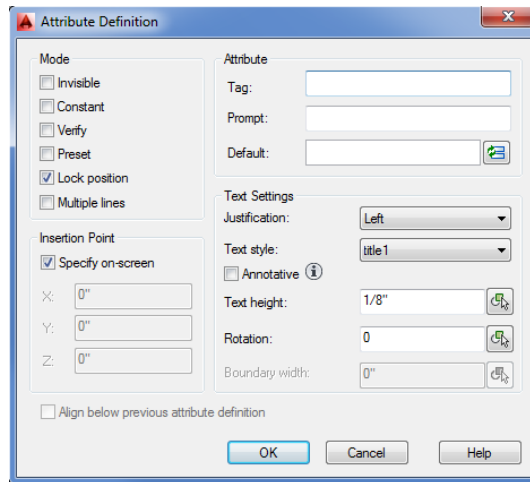 Attribute Definition
Mode
Invisible
Constant
Verify
Preset
Lock position
Multiple lines
Insertion Point
Specify on-screen
X: 0"
Y: 0"
Z: 0"
Attribute
Tag:
Prompt:
Default:
Text Settings
Justification: Left
Text style: title1
Annotative
Text height: 1/8"
Rotation: 0
Boundary width: 0"
Align below previous attribute definition
OK Cancel Help